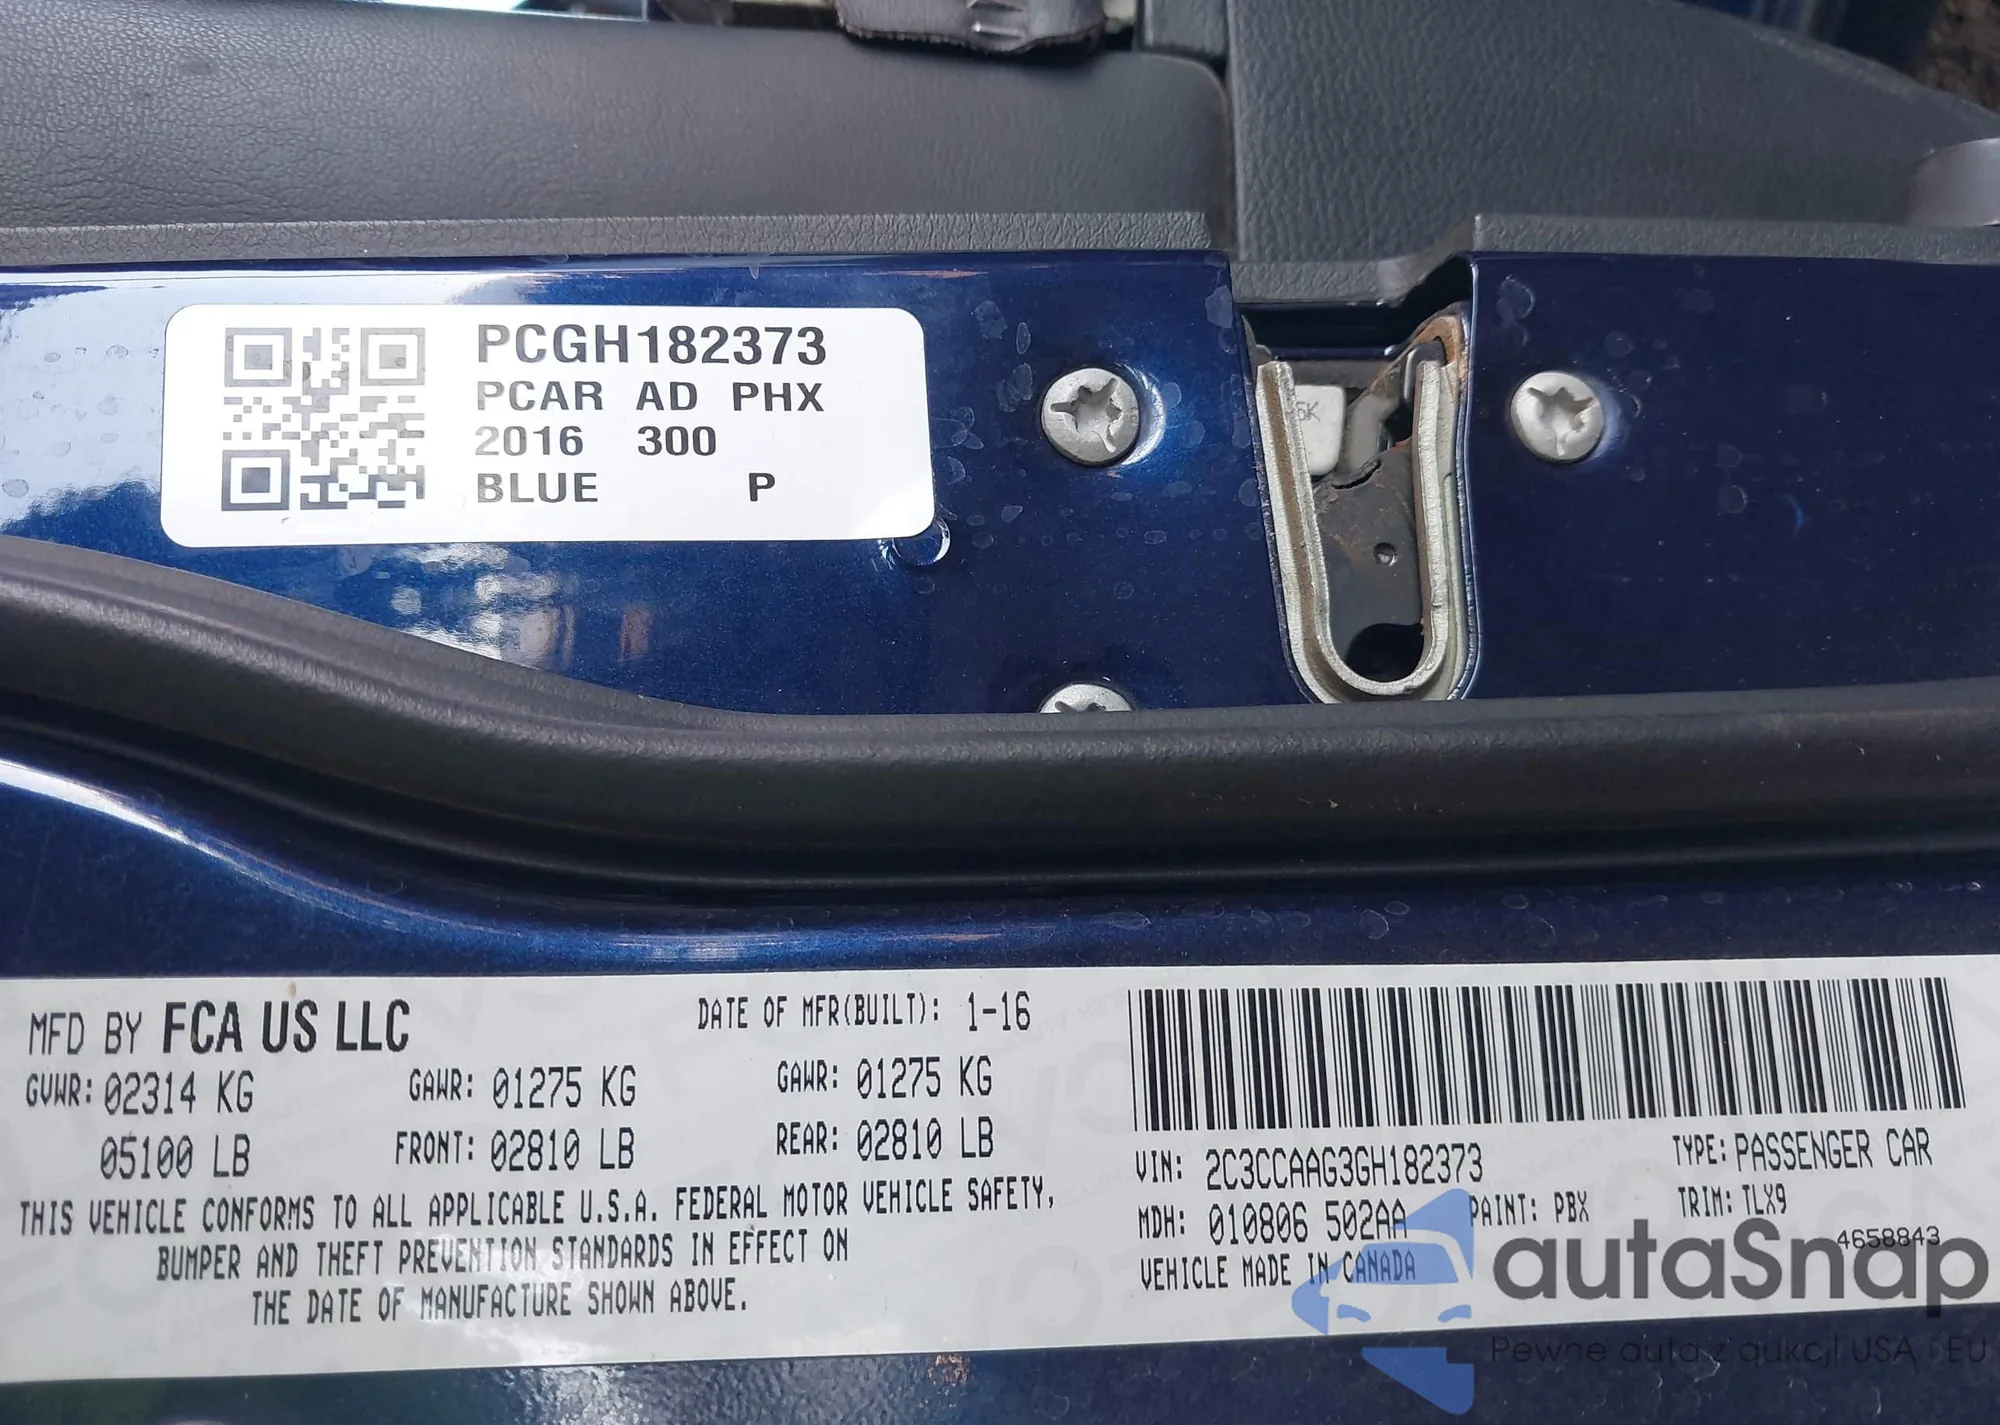 PCGH182373
PCAR AD PHX
2016 300
BLUE P
6K
MFD BY FCA US LLC
DATE OF MFR(BUILT): 1-16
GVWR: 02314 KG GAWR: 01275 KG GAWR: 01275 KG
05100 LB FRONT: 02810 LB REAR: 02810 LB
THIS VEHICLE CONFORMS TO ALL APPLICABLE U.S.A. FEDERAL MOTOR VEHICLE SAFETY,
BUMPER AND THEFT PREVENTION STANDARDS IN EFFECT ON
THE DATE OF MANUFACTURE SHOWN ABOVE.
VIN: 2C3CCAAG3GH182373 TYPE: PASSENGER CAR
MDH: 010806 502AA PAINT: PBX TRIM: TLX9
VEHICLE MADE IN CANADA 4658843
autaSnap
Pewne auta z aukcji USA i EU